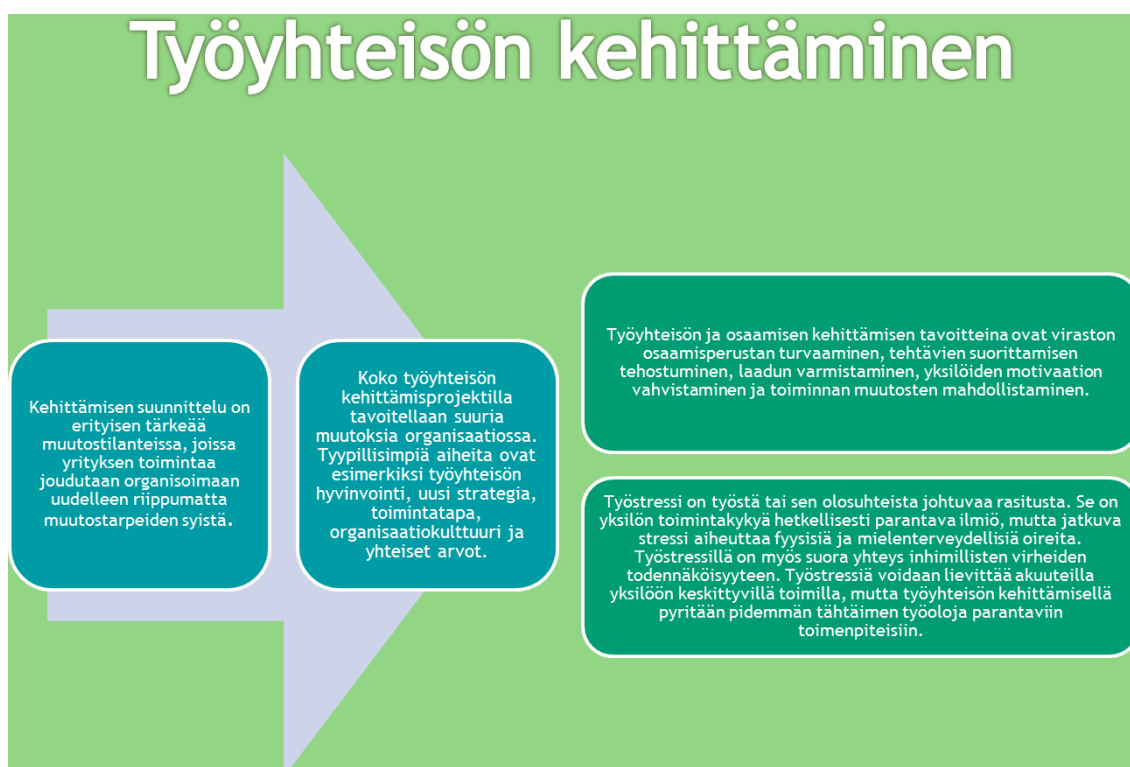 Työyhteisön kehittäminen
Kehittämisen suunnittelu on
erityisen tärkeää
muutostilanteissa, joissa
yrityksen toimintaa
joudutaan organisoimaan
uudelleen riippumatta
muutostarpeiden syistä.
Koko työyhteisön
kehittämisprojektilla
tavoitellaan suuria
muutoksia organisaatiossa.
Tyypillisimpiä aiheita ovat
esimerkiksi työyhteisön
hyvinvointi, uusi strategia,
toimintatapa,
organisaatiokulttuuri ja
yhteiset arvot.
Työyhteisön ja osaamisen kehittämisen tavoitteina ovat viraston
osaamisperustan turvaaminen, tehtävien suorittamisen
tehostuminen, laadun varmistaminen, yksilöiden motivaation
vahvistaminen ja toiminnan muutosten mahdollistaminen.
Työstressi on työstä tai sen olosuhteista johtuvaa rasitusta. Se on
yksilön toimintakykyä hetkellisesti parantava ilmiö, mutta jatkuva
stressi aiheuttaa fyysisiä ja mielenterveydellisiä oireita.
Työstressillä on myös suora yhteys inhimillisten virheiden
todennäköisyyteen. Työstressiä voidaan lievittää akuuteilla
yksilöön keskittyvillä toimilla, mutta työyhteisön kehittämisellä
pyritään pidemmän tähtäimen työoloja parantaviin
toimenpiteisiin.